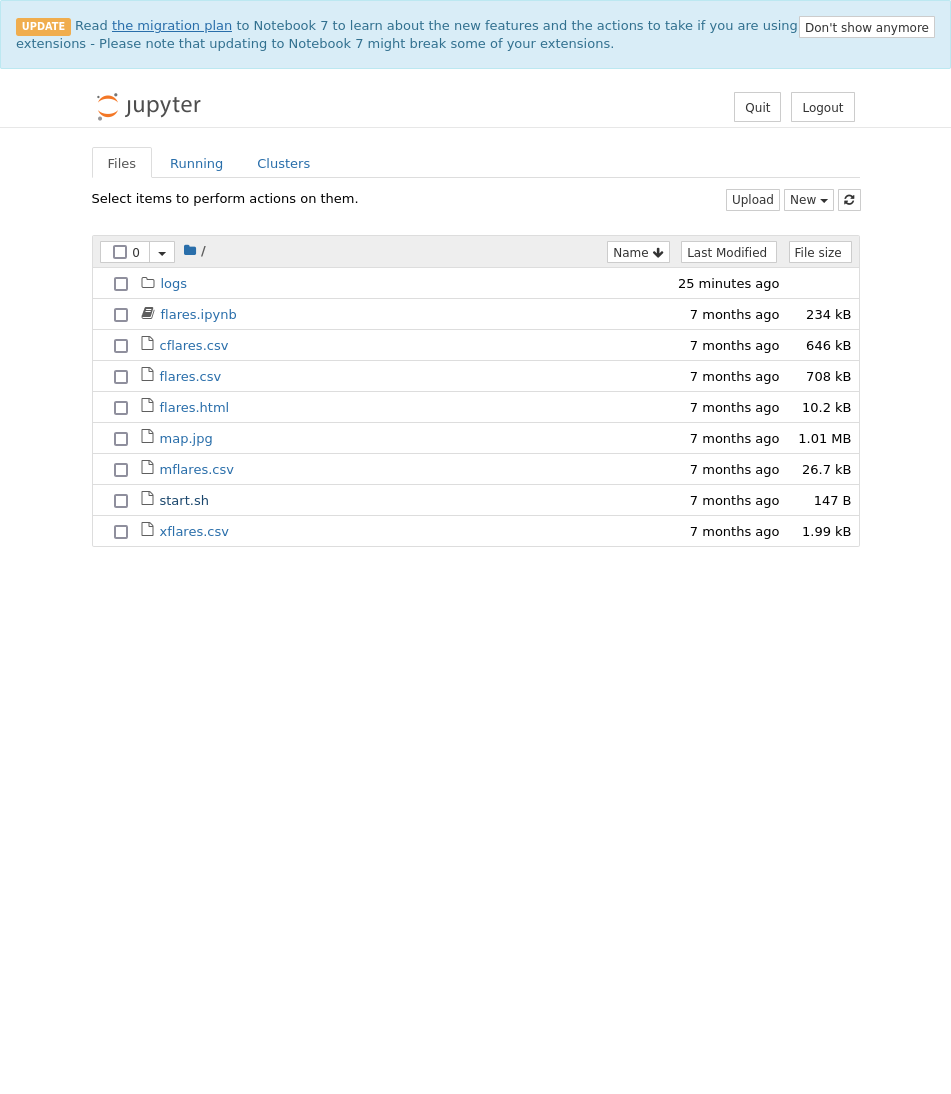 UPDATE Read the migration plan to Notebook 7 to learn about the new features and the actions to take if you are using Don't show anymore
extensions - Please note that updating to Notebook 7 might break some of your extensions.
jupyter Quit Logout
Files Running Clusters
Select items to perform actions on them. Upload New
0 / Name Last Modified File size
logs 25 minutes ago
flares.ipynb 7 months ago 234 kB
cflares.csv 7 months ago 646 kB
flares.csv 7 months ago 708 kB
flares.html 7 months ago 10.2 kB
map.jpg 7 months ago 1.01 MB
mflares.csv 7 months ago 26.7 kB
start.sh 7 months ago 147 B
xflares.csv 7 months ago 1.99 kB